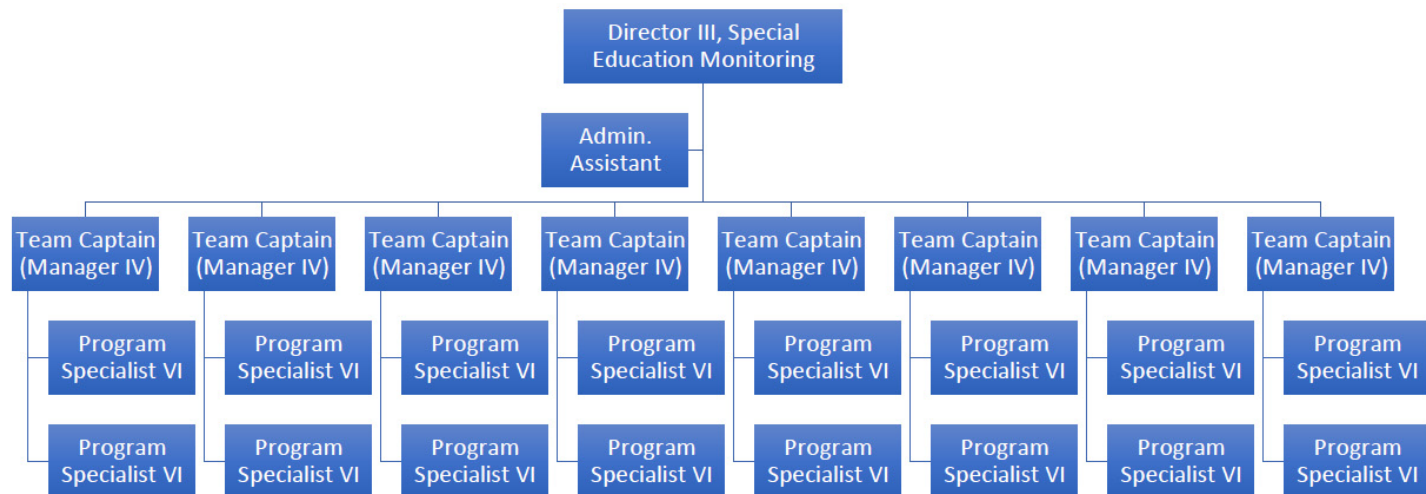 Director III, Special
Education Monitoring
Admin.
Assistant
Team Captain
(Manager IV)
Team Captain
(Manager IV)
Team Captain
(Manager IV)
Team Captain
(Manager IV)
Team Captain
(Manager IV)
Team Captain
(Manager IV)
Team Captain
(Manager IV)
Team Captain
(Manager IV)
Program
Specialist VI
Program
Specialist VI
Program
Specialist VI
Program
Specialist VI
Program
Specialist VI
Program
Specialist VI
Program
Specialist VI
Program
Specialist VI
Program
Specialist VI
Program
Specialist VI
Program
Specialist VI
Program
Specialist VI
Program
Specialist VI
Program
Specialist VI
Program
Specialist VI
Program
Specialist VI